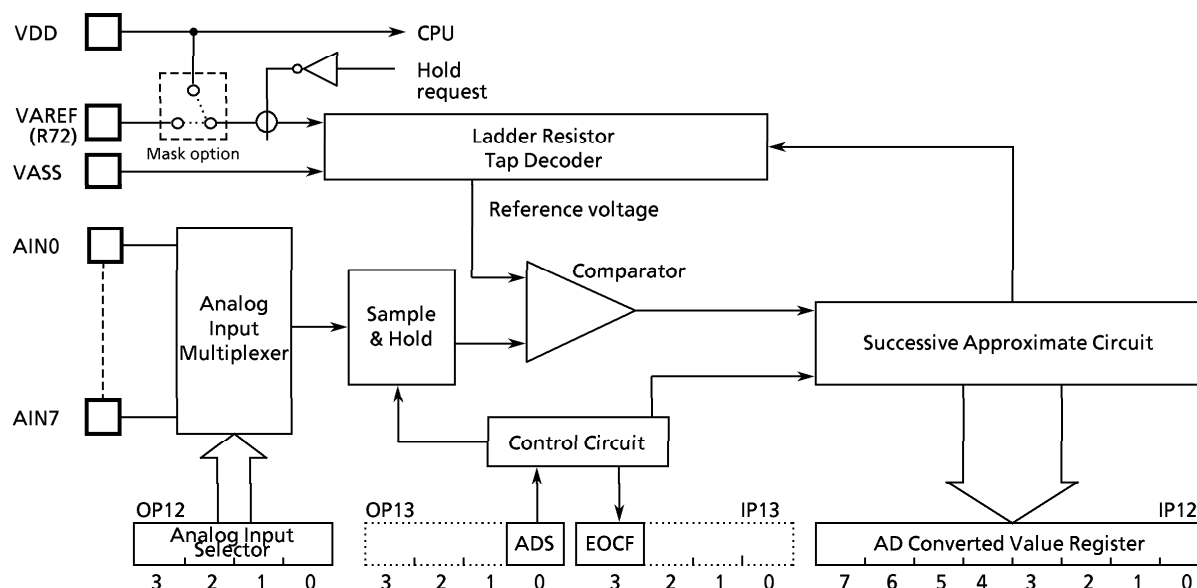 VDD
CPU
Hold
request
VAREF
(R72)
Mask option
VASS
Ladder Resistor
Tap Decoder
Reference voltage
AIN0
Analog
Input
Multiplexer
Sample
& Hold
Comparator
Successive Approximate Circuit
AIN7
Control Circuit
OP12
Analog Input
Selector
3 2 1 0
OP13
ADS
3 2 1 0
IP13
EOCF
3 2 1 0
IP12
AD Converted Value Register
7 6 5 4 3 2 1 0